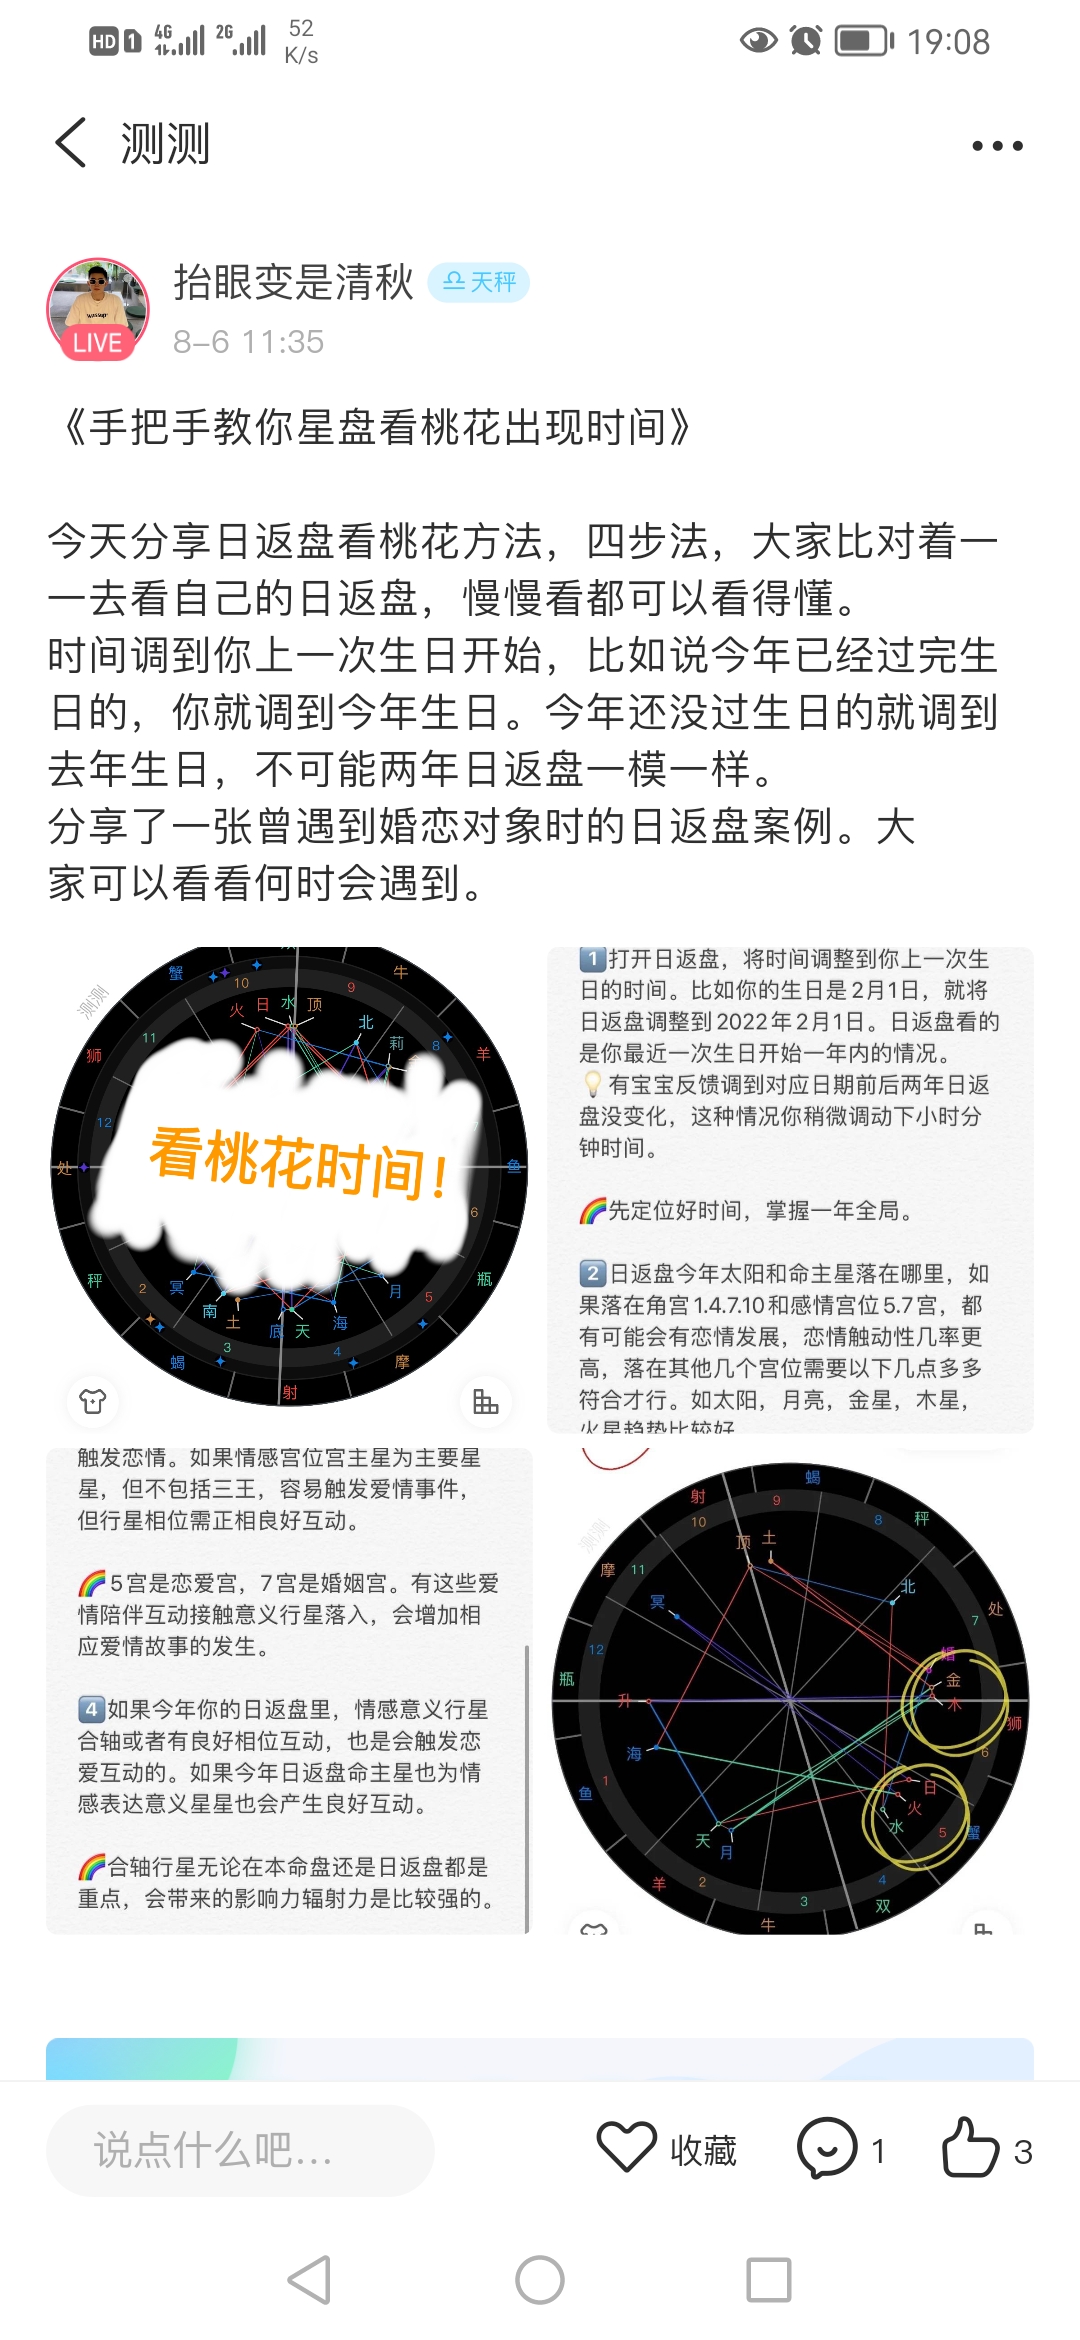 HD 1 4G 2G 52 K/s 19:08
测测
抬眼变是清秋 天秤
LIVE
8-6 11:35
《手把手教你星盘看桃花出现时间》
今天分享日返盘看桃花方法，四步法，大家比对着一
一去看自己的日返盘，慢慢看都可以看得懂。
时间调到你上一次生日开始，比如说今年已经过完生
日的，你就调到今年生日。今年还没过生日的就调到
去年生日，不可能两年日返盘一模一样。
分享了一张曾遇到婚恋对象时的日返盘案例。大
家可以看看何时会遇到。
测测
蟹
牛
10
9
火 日 水 顶
北
莉
8
羊
11
狮
12
处
鱼
看桃花时间！
6
秤
瓶
2
冥
南
土
底
天
海
月
5
3
4
蝎
摩
射
1 打开日返盘，将时间调整到你上一次生
日的时间。比如你的生日是2月1日，就将
日返盘调整到2022年2月1日。日返盘看的
是你最近一次生日开始一年内的情况。
💡有宝宝反馈调到对应日期前后两年日返
盘没变化，这种情况你稍微调动下小时分
钟时间。
🌈先定位好时间，掌握一年全局。
2 日返盘今年太阳和命主星落在哪里，如
果落在角宫1.4.7.10和感情宫位5.7宫，都
有可能会有恋情发展，恋情触动性几率更
高，落在其他几个宫位需要以下几点多多
符合才行。如太阳，月亮，金星，木星，
火星趋势比较好
触发恋情。如果情感宫位宫主星为主要星
星，但不包括三王，容易触发爱情事件，
但行星相位需正相良好互动。
🌈5宫是恋爱宫，7宫是婚姻宫。有这些爱
情陪伴互动接触意义行星落入，会增加相
应爱情故事的发生。
4 如果今年你的日返盘里，情感意义行星
合轴或者有良好相位互动，也是会触发恋
爱互动的。如果今年日返盘命主星也为情
感表达意义星星也会产生良好互动。
🌈合轴行星无论在本命盘还是日返盘都是
重点，会带来的影响力辐射力是比较强的。
测测
蝎
射
9
10
8
秤
顶 土
摩 11
北
冥
处
7
12
婚
瓶
金
升
木
狮
海
6
1
日
鱼
火
水
5
蟹
天
月
羊
2
4
3
双
牛
说点什么吧...
收藏
1
3